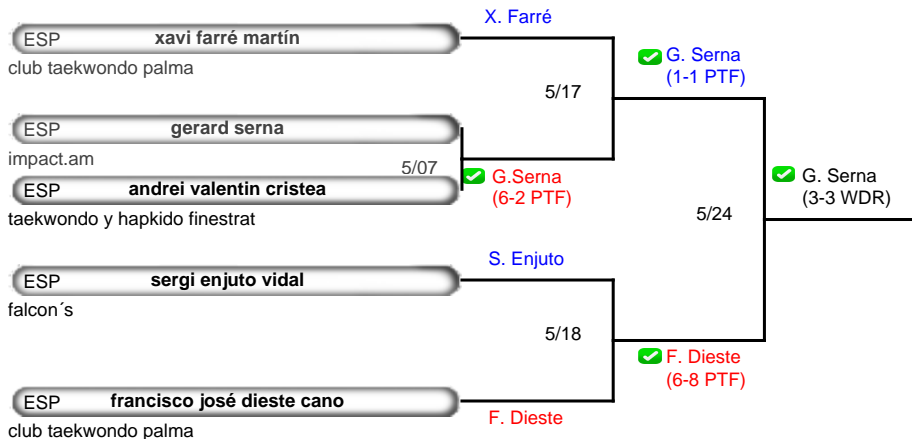 X. Farré
ESP xavi farré martín
club taekwondo palma
G. Serna
(1-1 PTF)
5/17
ESP gerard serna
impact.am
5/07
G.Serna
(6-2 PTF)
ESP andrei valentin cristea
taekwondo y hapkido finestrat
G. Serna
(3-3 WDR)
5/24
S. Enjuto
ESP sergi enjuto vidal
falcon´s
5/18
F. Dieste
(6-8 PTF)
ESP francisco josé dieste cano
F. Dieste
club taekwondo palma